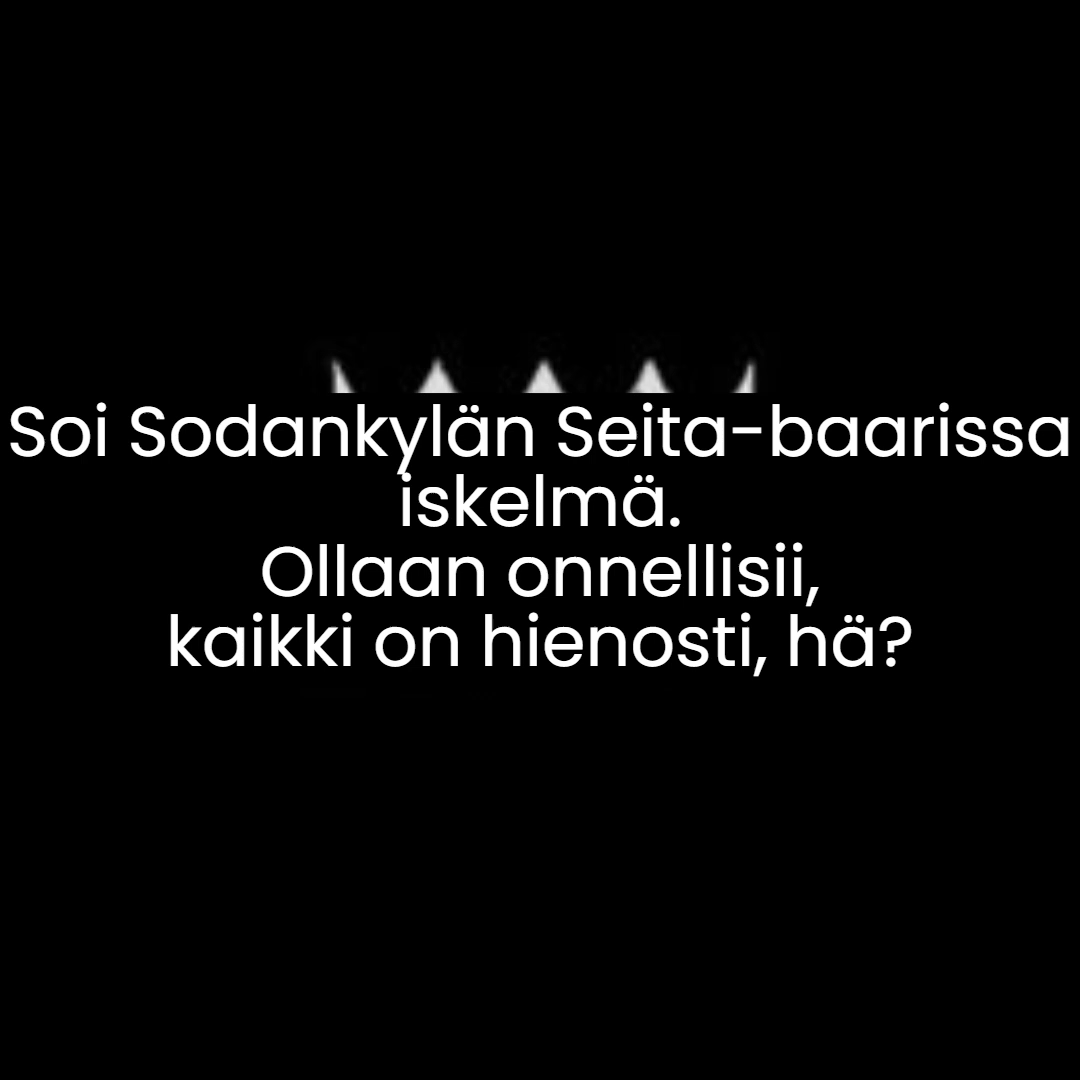 Soi Sodankylän Seita-baarissa
iskelmä.
Ollaan onnellisii,
kaikki on hienosti, hä?